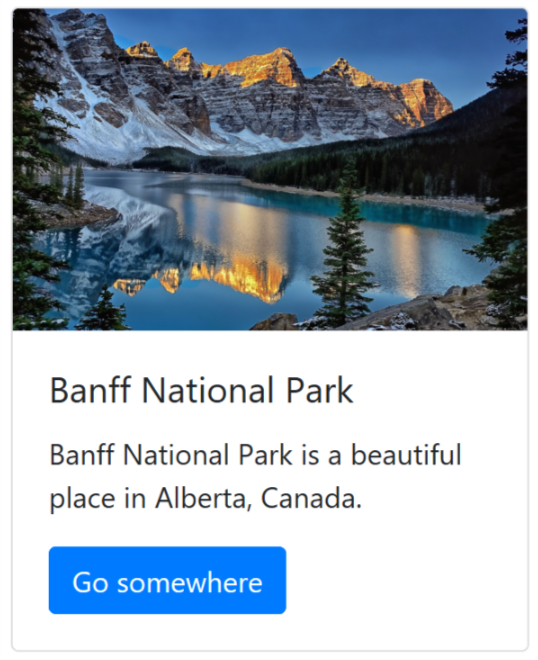 Banff National Park
Banff National Park is a beautiful
place in Alberta, Canada.
Go somewhere